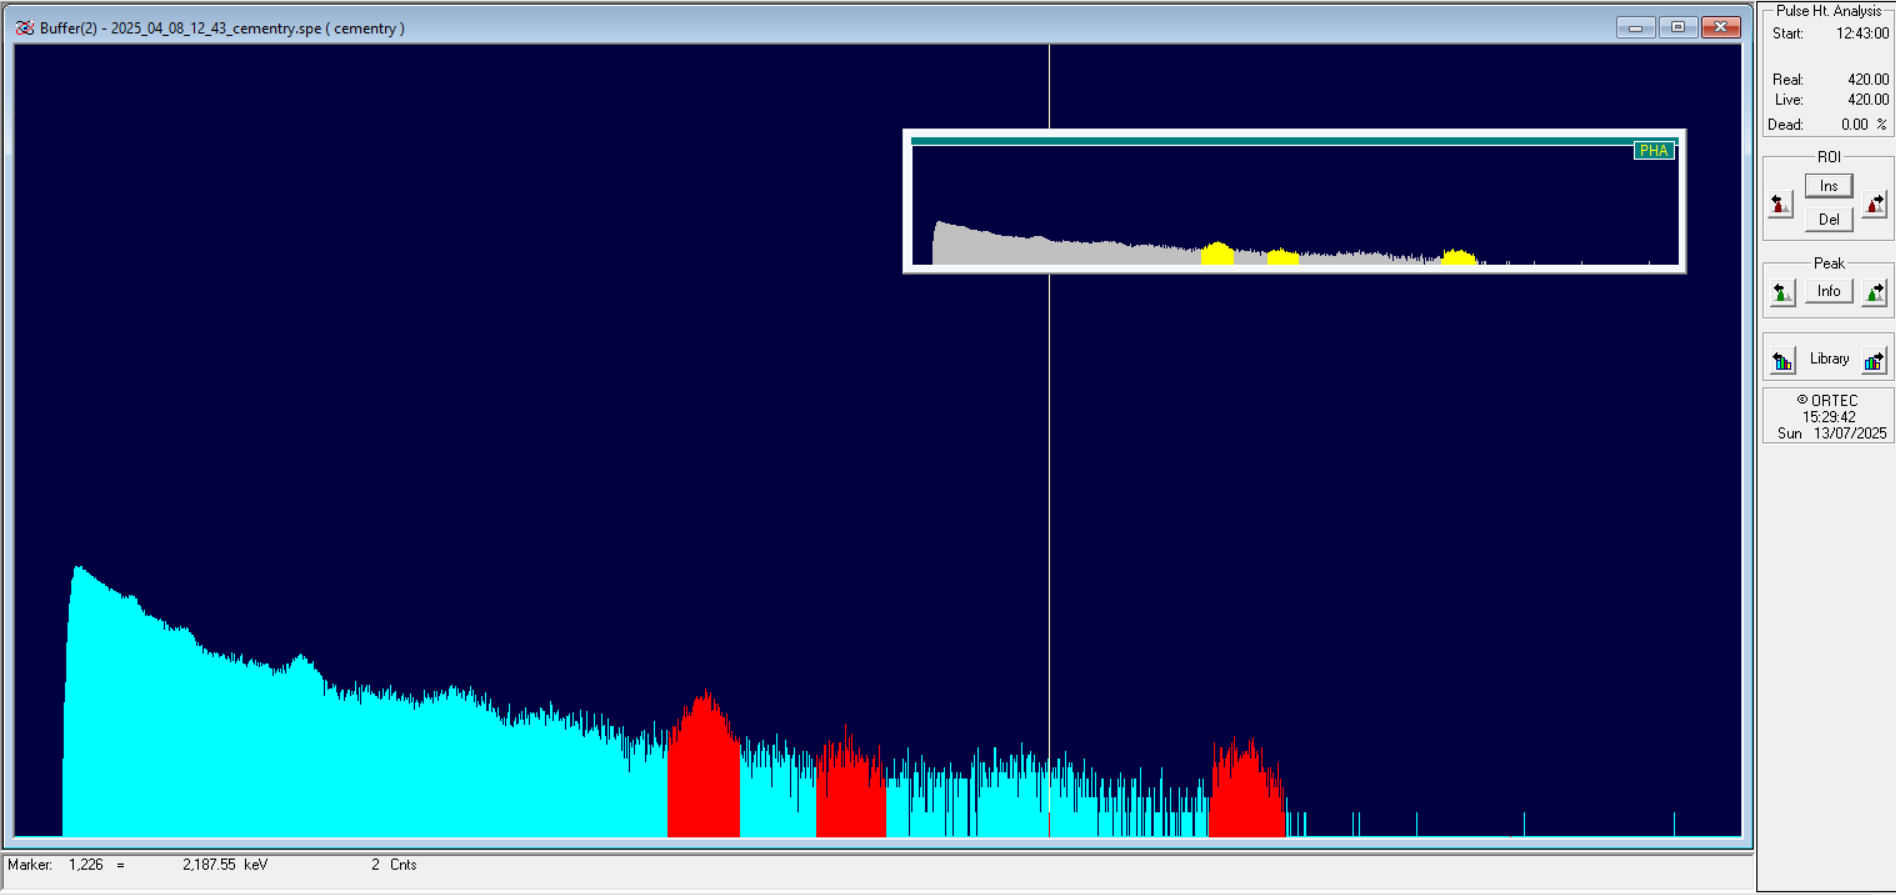 Buffer(2) - 2025_04_08_12_43_cementry.spe ( cementry )
PHA
Pulse Ht. Analysis
Start: 12:43:00
Real: 420.00
Live: 420.00
Dead: 0.00 %
ROI
Ins
Del
Peak
Info
Library
© ORTEC
15:29:42
Sun 13/07/2025
Marker: 1,226 = 2,187.55 keV 2 Cnts